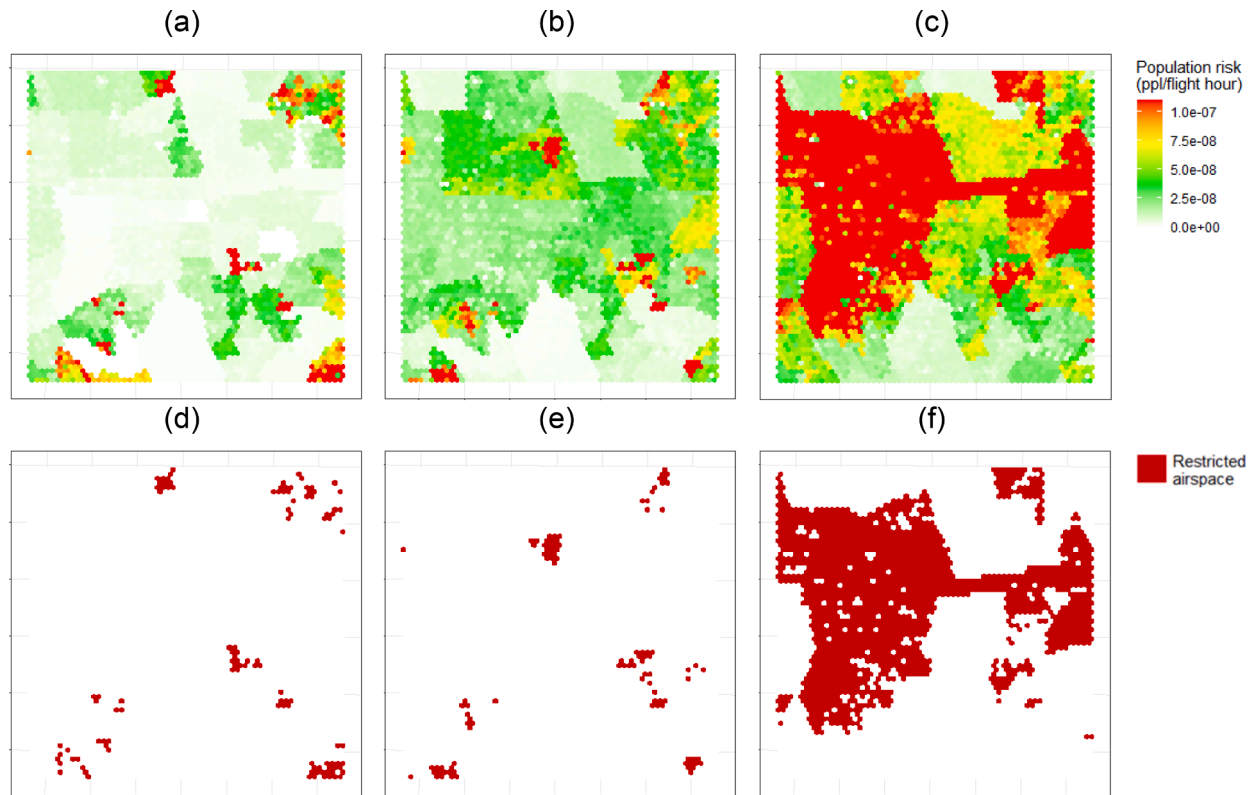 (a)
(b)
(c)
Population risk
(ppl/flight hour)
1.0e-07
7.5e-08
5.0e-08
2.5e-08
0.0e+00
(d)
(e)
(f)
Restricted
airspace